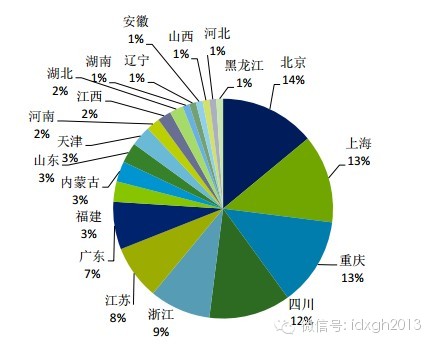 北京
14%
上海
13%
重庆
13%
四川
12%
浙江
9%
江苏
8%
广东
7%
福建
3%
内蒙古
3%
山东
3%
天津
3%
河南
2%
江西
2%
湖北
2%
湖南
1%
辽宁
1%
安徽
1%
山西
1%
河北
1%
黑龙江
1%
微信号: idxgh2013